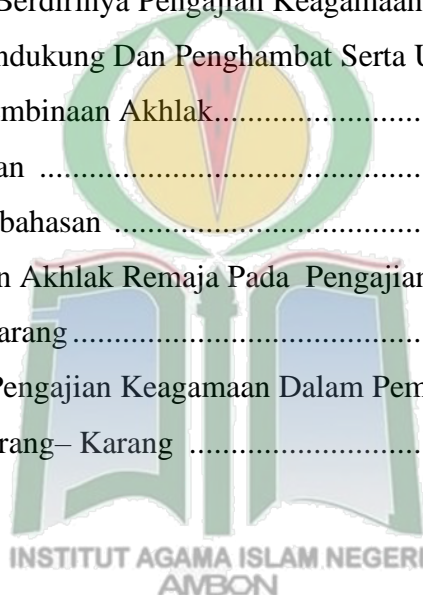 Berdirinya Pengajian Keagamaan
ndukung Dan Penghambat Serta U
mbinaan Akhlak.....................
an .......................................
bahasan ...............................
n Akhlak Remaja Pada Pengajian
arang....................................
Pengajian Keagamaan Dalam Pem
rang– Karang ......................
INSTITUT AGAMA ISLAM NEGERI
AMBON